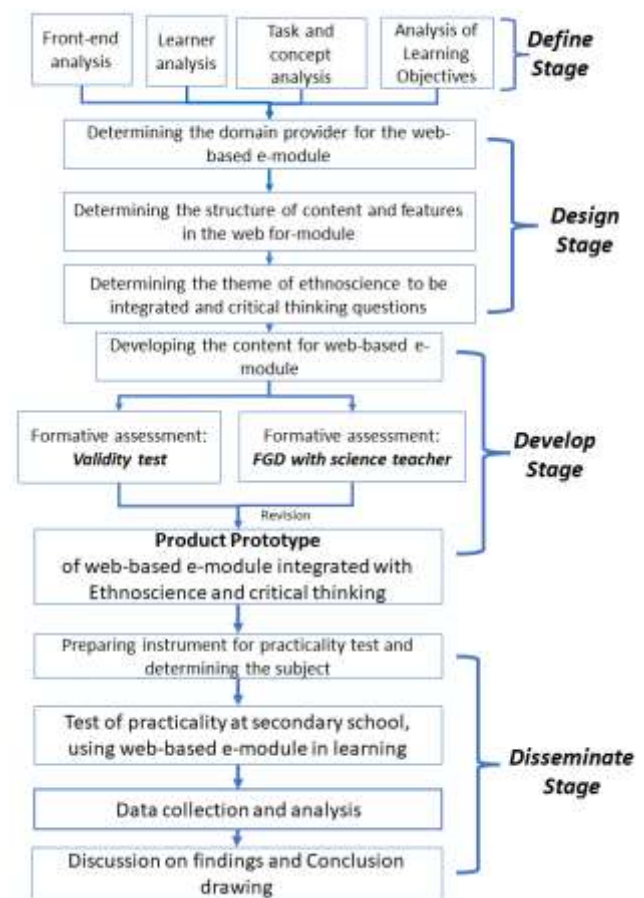 Front-end
analysis
Learner
analysis
Task and
concept
analysis
Analysis of
Learning
Objectives
Define
Stage
Determining the domain provider for the web-
based e-module
Determining the structure of content and features
in the web for-module
Design
Stage
Determining the theme of ethnoscience to be
integrated and critical thinking questions
Developing the content for web-based e-
module
Formative assessment:
Validity test
Formative assessment:
FGD with science teacher
Develop
Stage
Revision
Product Prototype
of web-based e-module integrated with
Ethnoscience and critical thinking
Preparing instrument for practicality test and
determining the subject
Test of practicality at secondary school,
using web-based e-module in learning
Disseminate
Stage
Data collection and analysis
Discussion on findings and Conclusion
drawing